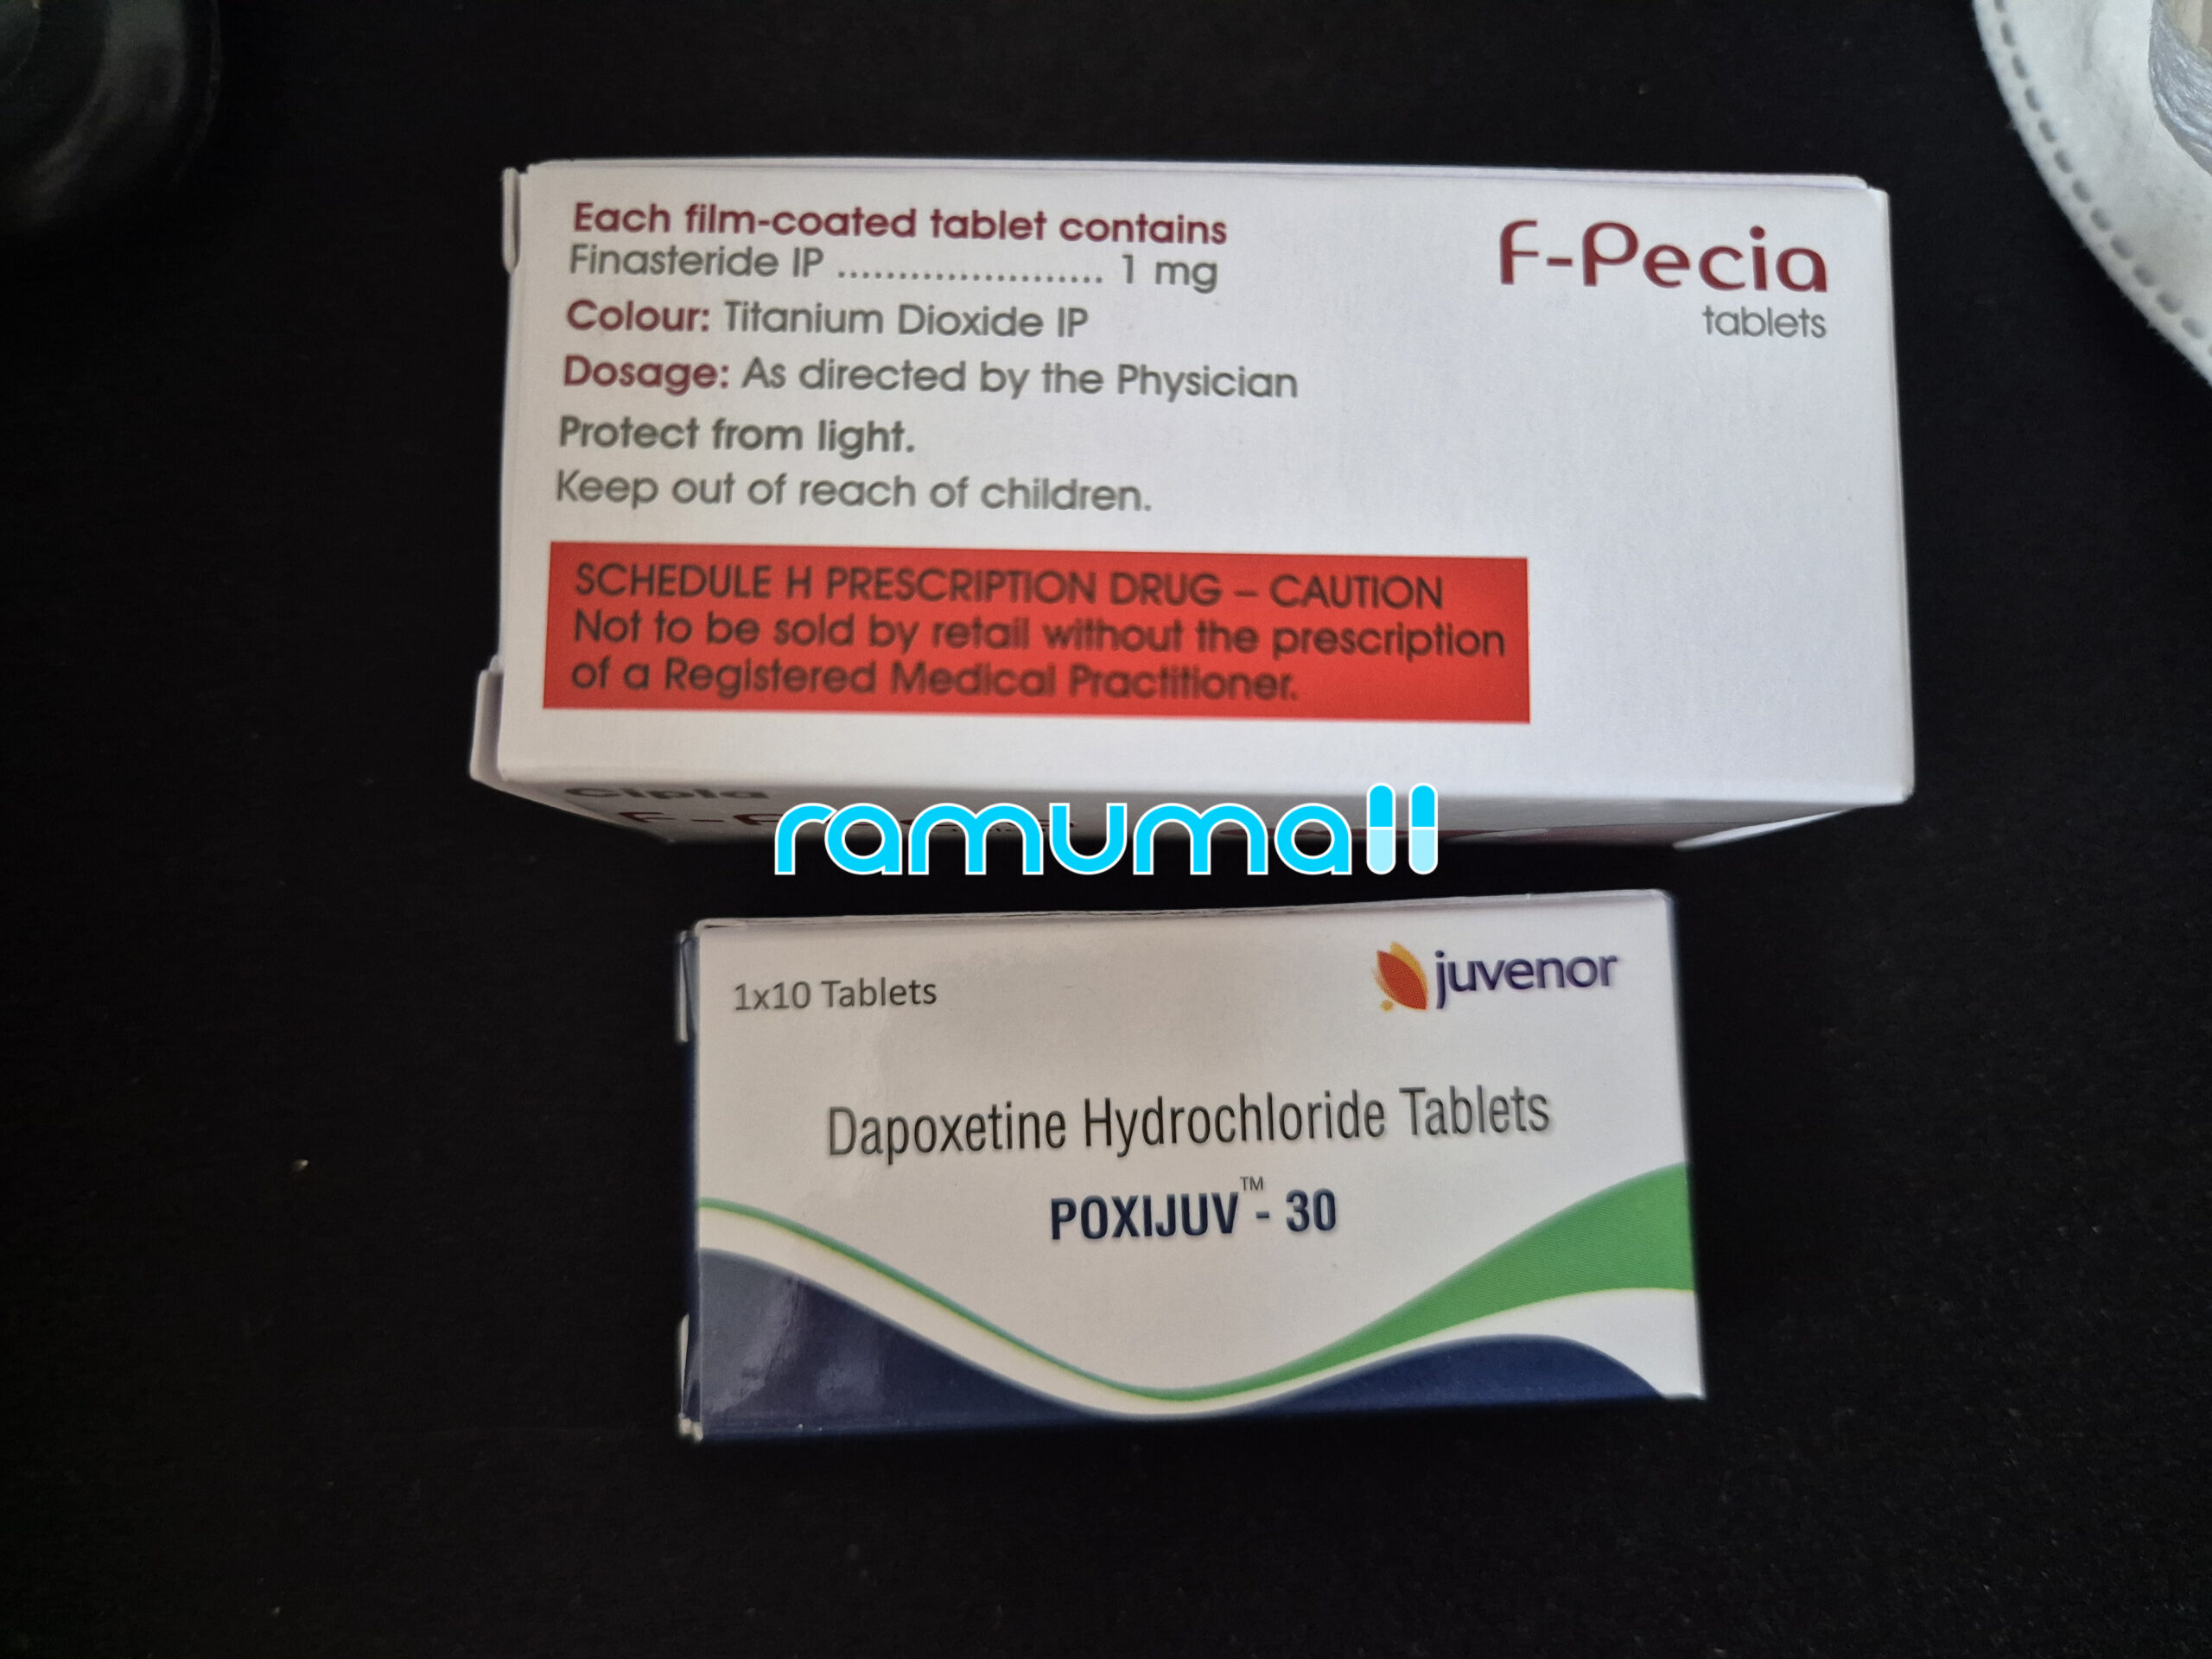 Each film-coated tablet contains
Finasteride IP ...................... 1 mg
Colour: Titanium Dioxide IP
Dosage: As directed by the Physician
Protect from light.
Keep out of reach of children.
F-Pecia
tablets
SCHEDULE H PRESCRIPTION DRUG – CAUTION
Not to be sold by retail without the prescription
of a Registered Medical Practitioner.
Cipla
ramumall
1x10 Tablets
juvenor
Dapoxetine Hydrochloride Tablets
POXIJUV™ - 30